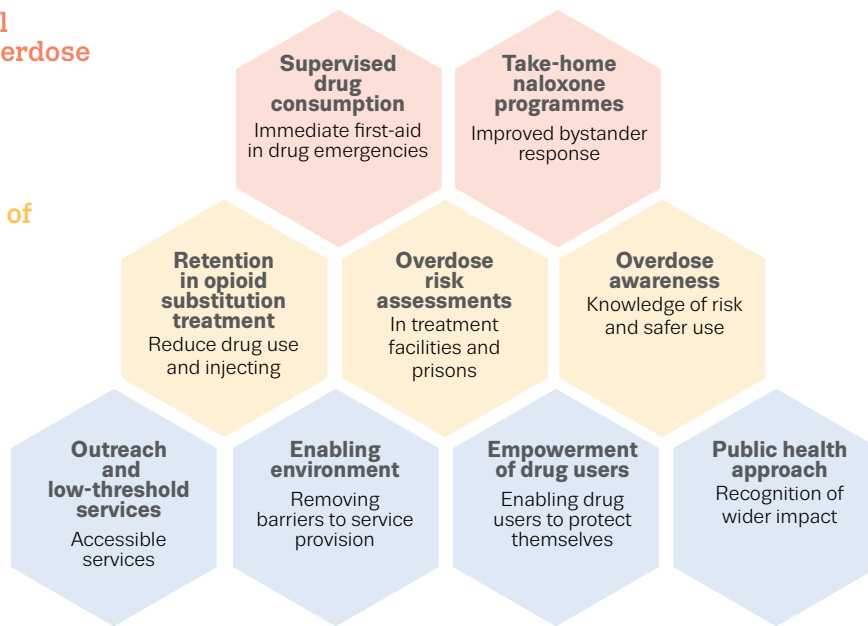 l
erdose
Supervised
drug
consumption
Immediate first-aid
in drug emergencies
Take-home
naloxone
programmes
Improved bystander
response
of
Retention
in opioid
substitution
treatment
Reduce drug use
and injecting
Overdose
risk
assessments
In treatment
facilities and
prisons
Overdose
awareness
Knowledge of risk
and safer use
Outreach
and
low-threshold
services
Accessible
services
Enabling
environment
Removing
barriers to service
provision
Empowerment
of drug users
Enabling drug
users to protect
themselves
Public health
approach
Recognition of
wider impact